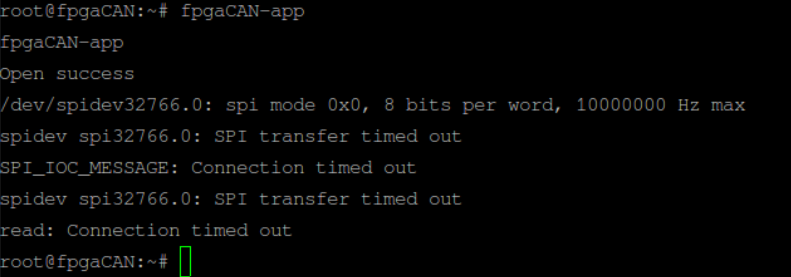 root@fpgaCAN:~# fpgaCAN-app
fpgaCAN-app
Open success
/dev/spidev32766.0: spi mode 0x0, 8 bits per word, 10000000 Hz max
spidev spi32766.0: SPI transfer timed out
SPI_IOC_MESSAGE: Connection timed out
spidev spi32766.0: SPI transfer timed out
read: Connection timed out
root@fpgaCAN:~#